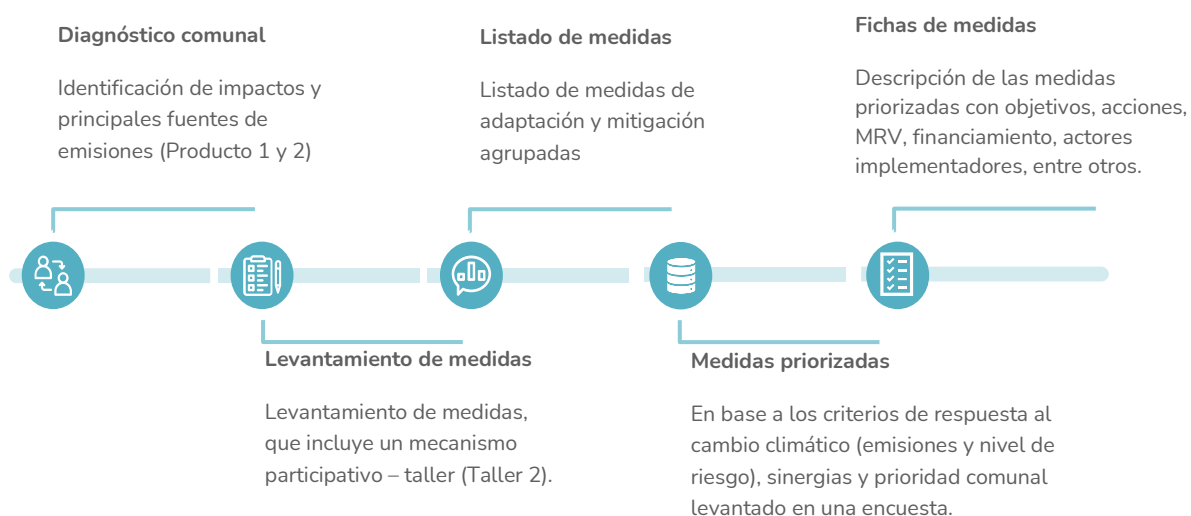 Diagnóstico comunal
Identificación de impactos y
principales fuentes de
emisiones (Producto 1 y 2)
Levantamiento de medidas
Levantamiento de medidas,
que incluye un mecanismo
participativo – taller (Taller 2).
Listado de medidas
Listado de medidas de
adaptación y mitigación
agrupadas
Medidas priorizadas
En base a los criterios de respuesta al
cambio climático (emisiones y nivel de
riesgo), sinergias y prioridad comunal
levantado en una encuesta.
Fichas de medidas
Descripción de las medidas
priorizadas con objetivos, acciones,
MRV, financiamiento, actores
implementadores, entre otros.